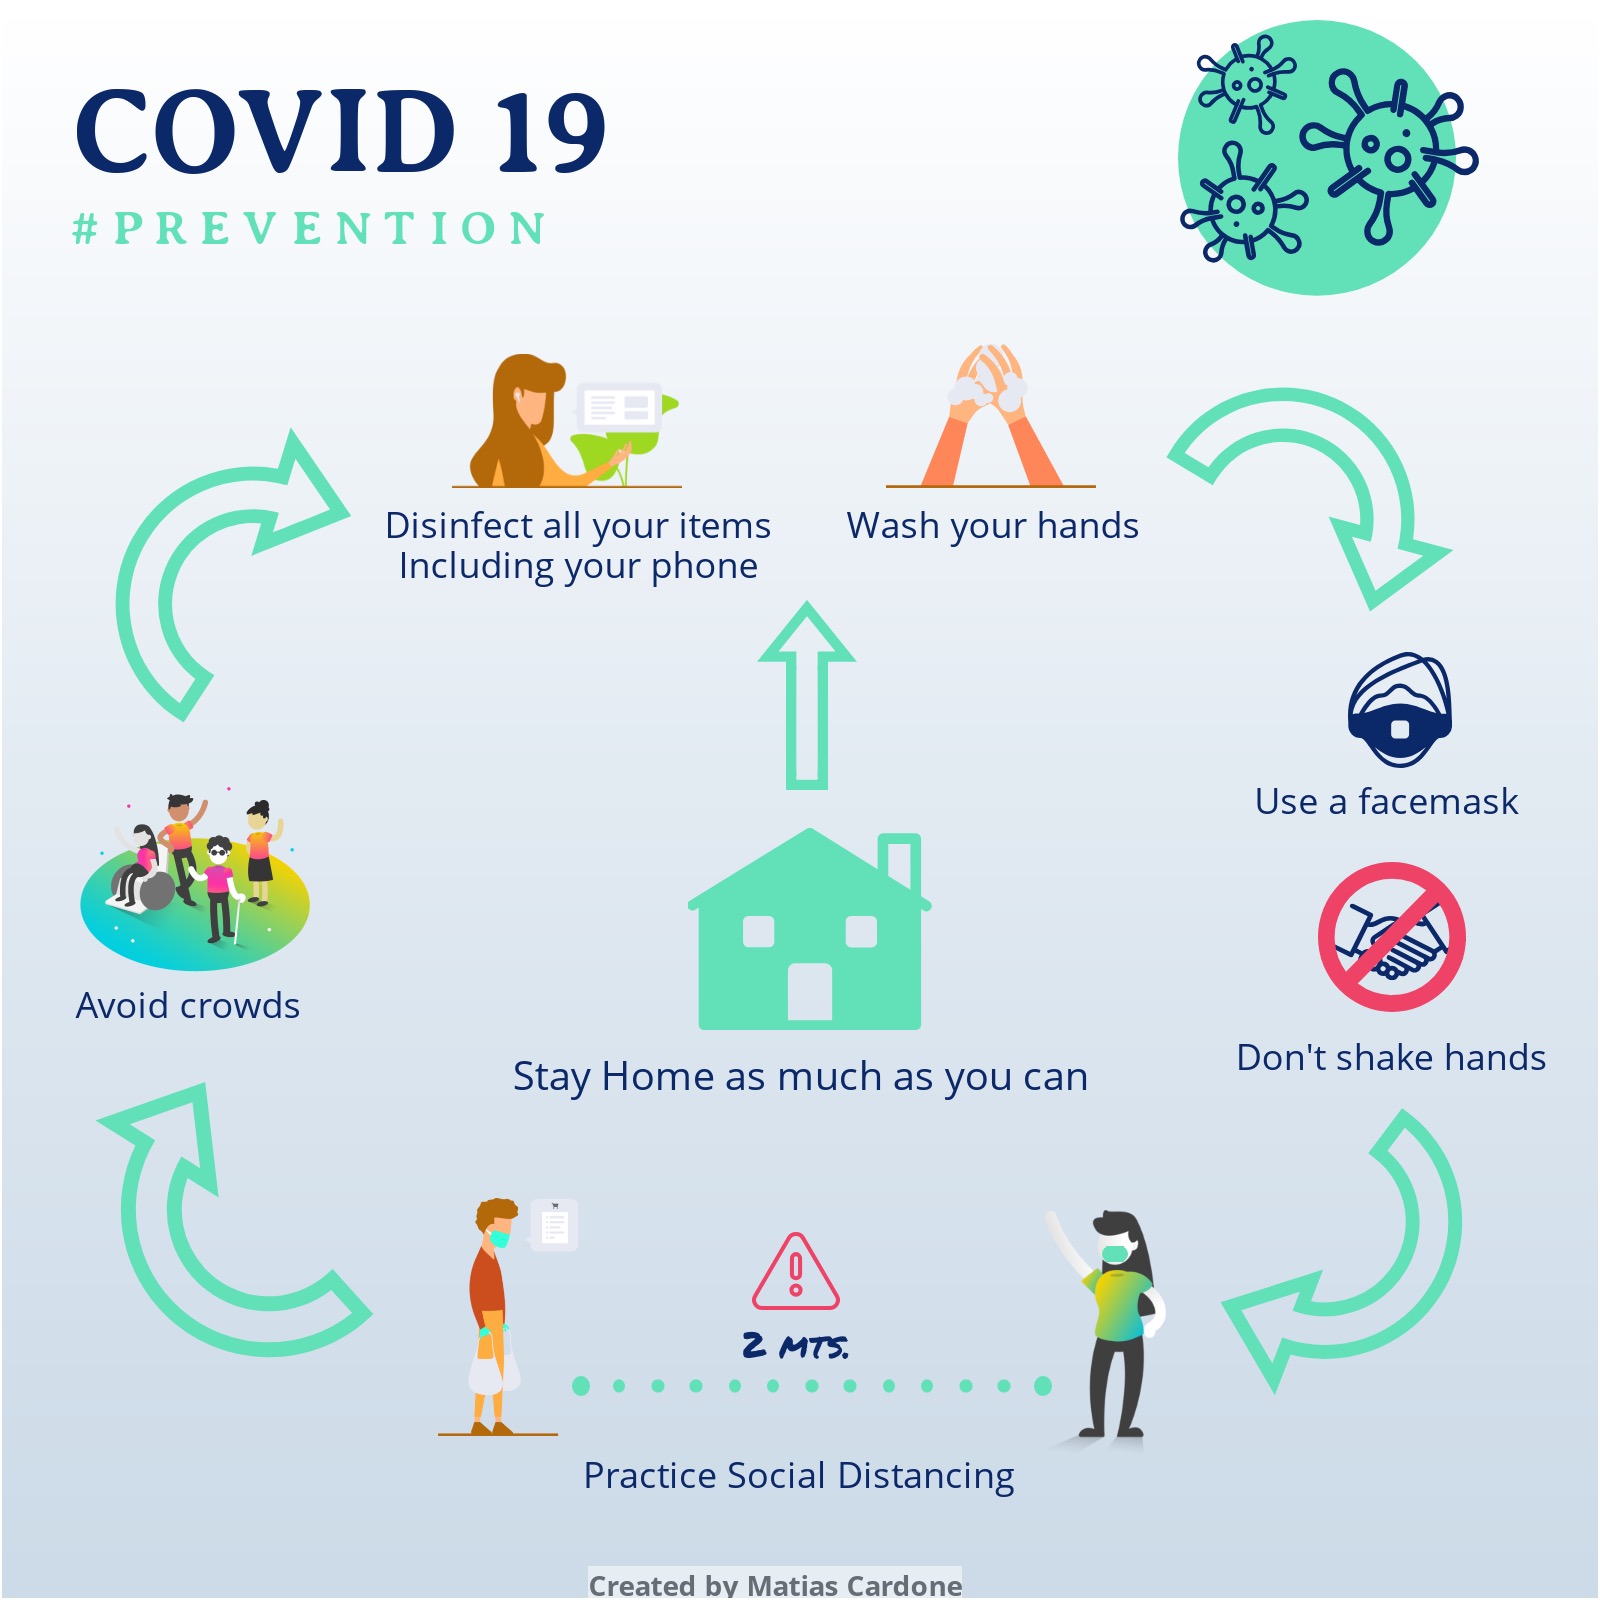 COVID 19
#PREVENTION
Disinfect all your items
Including your phone
Wash your hands
Use a facemask
Avoid crowds
Don't shake hands
Stay Home as much as you can
2 MTS.
Practice Social Distancing
Created by Matias Cardone